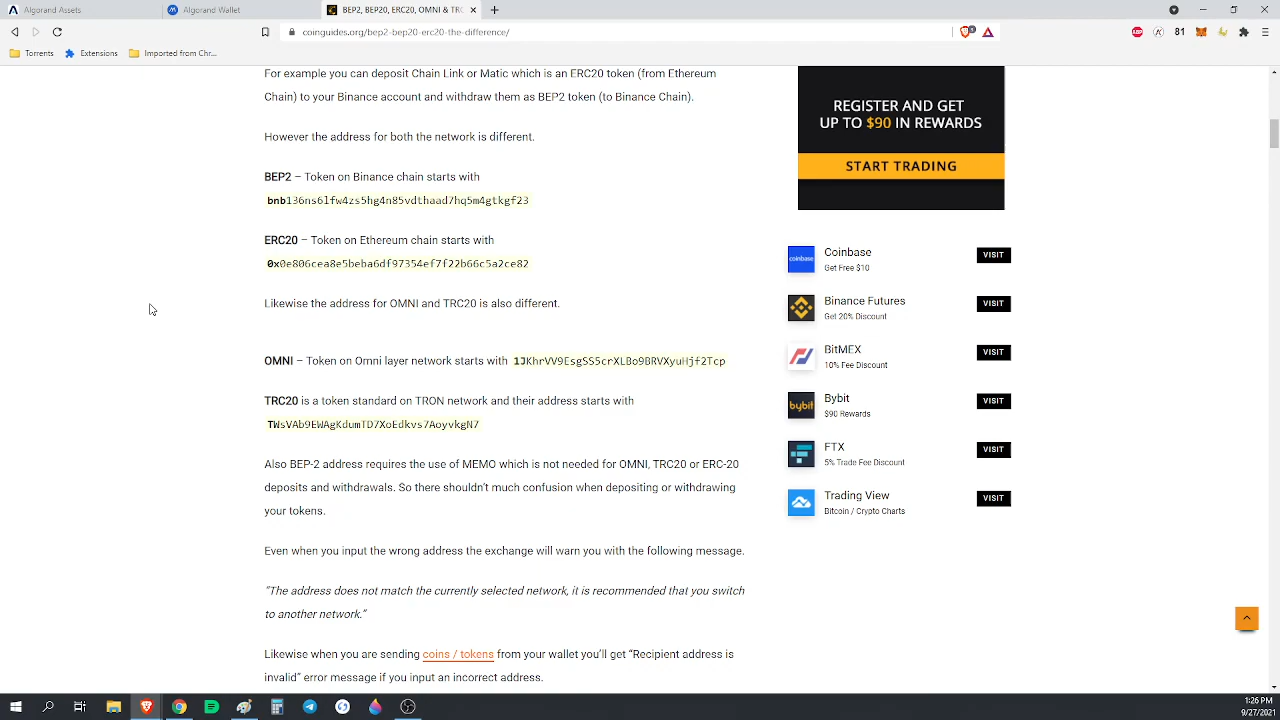 Algorand Assets
Algorand Wallet
BEP2, BEP20, ERC20, OMNI & TRC
coinguides.org/bep2-bep20-erc20-the-difference/
81
Torrents
Extensions
Imported from Chr...
For example you can deposit Chain Link or Matic which is an ERC20 token (from Ethereum
Chain) to your Binance account and withdraw them as BEP2 token (to Binance Chain).
However the address for both the address is different.
BEP2 – Token on Binance chain starts with
ERC20 – Token on Ethereum chain starts with
Likewise the address for OMNI and TRC20 is also different.
OMNI – Token on Omni layer network starts with 13KhrVV9EsgSS5crXLBo9BRVXyuHjf2Tcp
TRC20 is a token standard on TRON network and their address starts with
Also BEP-2 address requires the use of MEMO which is not needed for OMNI, TRC20 or ERC-20
deposits and withdrawals. So there shouldn't much confusion when depositing or withdrawing
your tokens.
Even when you input the wrong address the exchange will warn you with the following message.
"The address does not match the currently selected network, it is recommended that you switch
to another network."
Likewise when you are sending coins / tokens from your wallet you'll get "Recipient address is
invalid" error message if you input an incorrect address.
REGISTER AND GET
UP TO $90 IN REWARDS
START TRADING
coinbase
Coinbase
Get Free $10
VISIT
Binance Futures
Get 20% Discount
VISIT
BitMEX
10% Fee Discount
VISIT
bybit
Bybit
$90 Rewards
VISIT
FTX
5% Trade Fee Discount
VISIT
Trading View
Bitcoin / Crypto Charts
VISIT
1:26 PM
9/27/2021